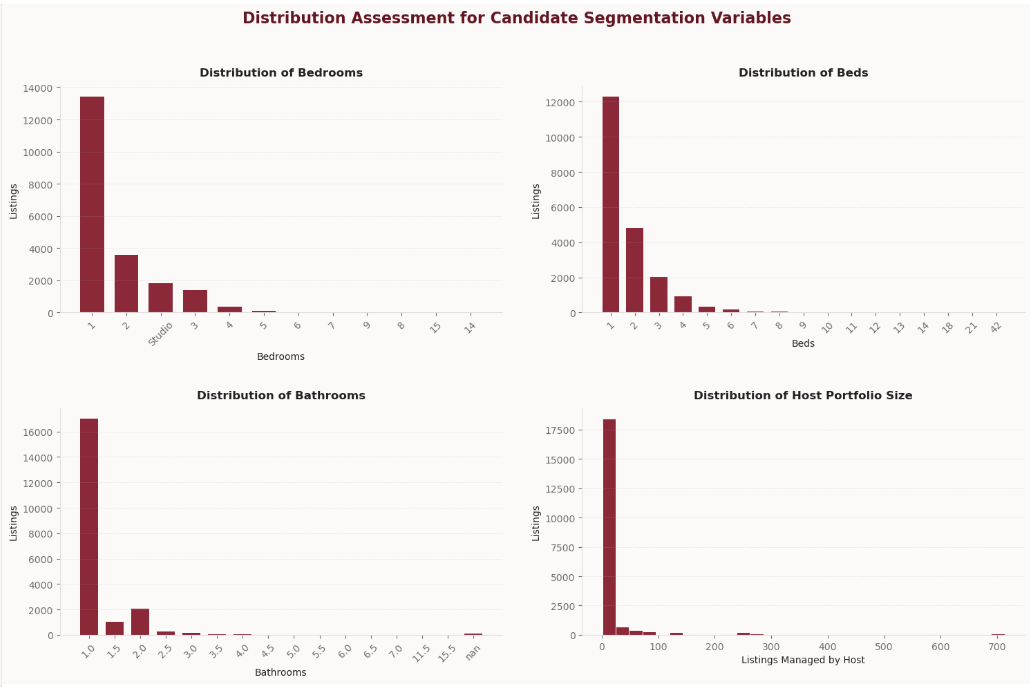 Distribution Assessment for Candidate Segmentation Variables
Distribution of Bedrooms
14000
12000
10000
8000
6000
4000
2000
0
Listings
1 2 Studio 3 4 5 6 7 9 8 15 14
Bedrooms
Distribution of Beds
12000
10000
8000
6000
4000
2000
0
Listings
1 2 3 4 5 6 7 8 9 10 11 12 13 14 18 21 42
Beds
Distribution of Bathrooms
16000
14000
12000
10000
8000
6000
4000
2000
0
Listings
1.0 1.5 2.0 2.5 3.0 3.5 4.0 4.5 5.0 5.5 6.0 6.5 7.0 11.5 15.5 nan
Bathrooms
Distribution of Host Portfolio Size
17500
15000
12500
10000
7500
5000
2500
0
Listings
0 100 200 300 400 500 600 700
Listings Managed by Host